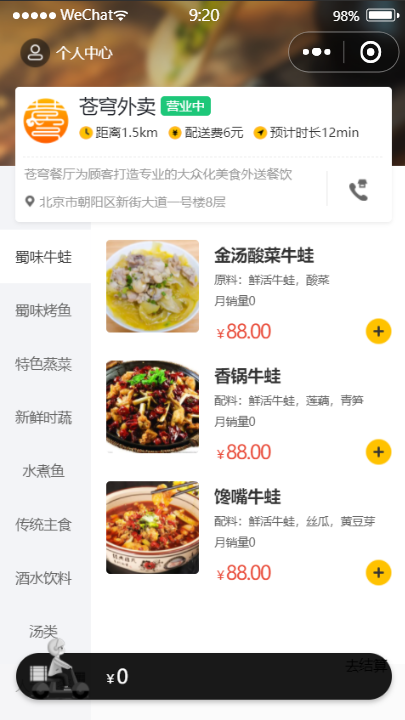 WeChat 9:20 98%
个人中心
苍穹外卖 营业中
距离1.5km 配送费6元 预计时长12min
苍穹餐厅为顾客打造专业的大众化美食外送餐饮
北京市朝阳区新街大道一号楼8层
蜀味牛蛙
蜀味烤鱼
特色蒸菜
新鲜时蔬
水煮鱼
传统主食
酒水饮料
汤类
金汤酸菜牛蛙
原料：鲜活牛蛙，酸菜
月销量0
￥88.00
香锅牛蛙
配料：鲜活牛蛙，莲藕，青笋
月销量0
￥88.00
馋嘴牛蛙
配料：鲜活牛蛙，丝瓜，黄豆芽
月销量0
￥88.00
￥0
去结算